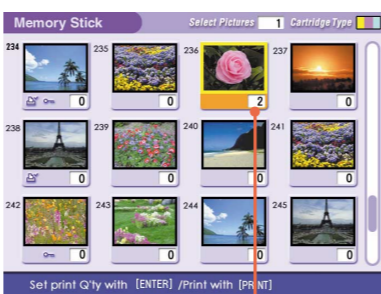 Memory Stick Select Pictures 1 Cartridge Type
234 235 236 237
0 0 2 0
238 239 240 241
0 0 0 0
242 243 244 245
0 0 0 0
Set print Q'ty with [ENTER] /Print with [PRINT]